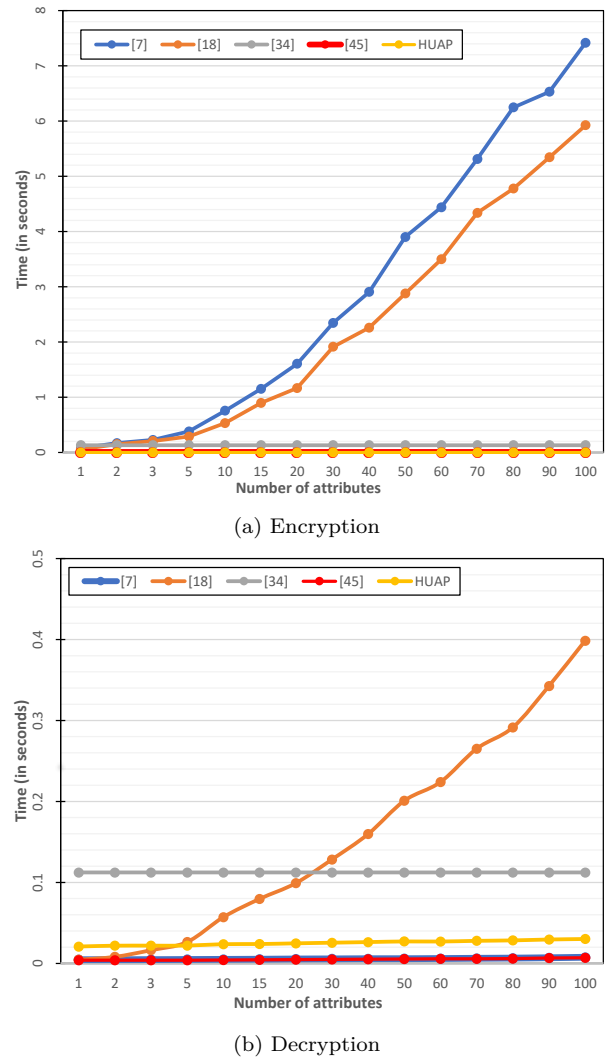 8
[7] [18] [34] [45] HUAP
7
6
5
4
3
2
1
0
Time (in seconds)
1 2 3 5 10 15 20 30 40 50 60 70 80 90 100
Number of attributes
(a) Encryption
0.5
[7] [18] [34] [45] HUAP
0.4
0.3
0.2
0.1
0
Time (in seconds)
1 2 3 5 10 15 20 30 40 50 60 70 80 90 100
Number of attributes
(b) Decryption